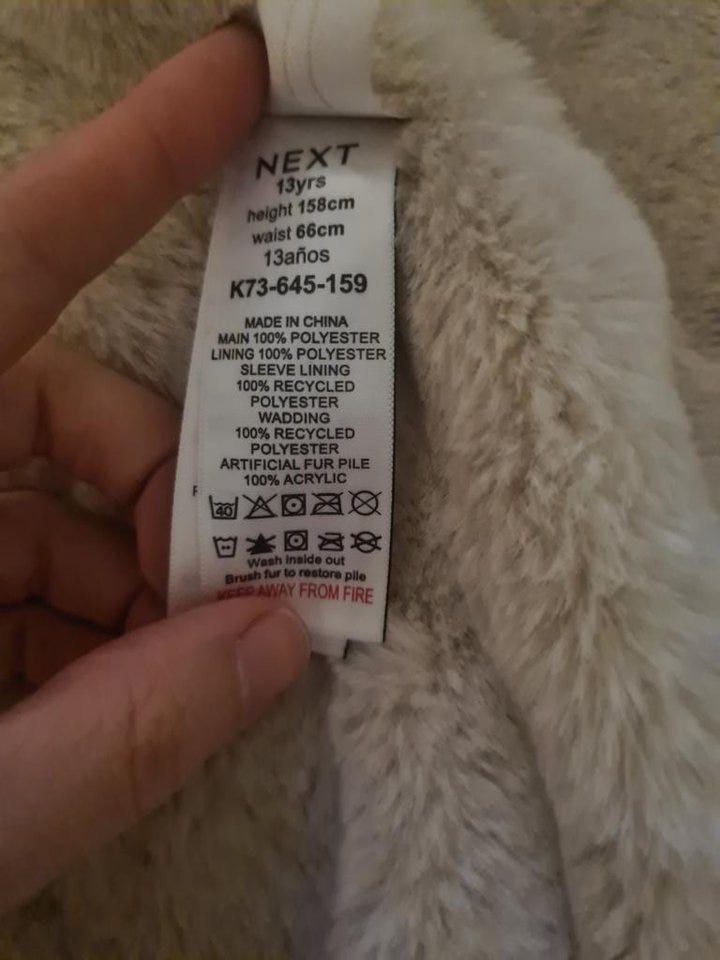 NEXT
13yrs
height 158cm
waist 66cm
13años
K73-645-159
MADE IN CHINA
MAIN 100% POLYESTER
LINING 100% POLYESTER
SLEEVE LINING
100% RECYCLED
POLYESTER
WADDING
100% RECYCLED
POLYESTER
ARTIFICIAL FUR PILE
100% ACRYLIC
F
40
Wash inside out
Brush fur to restore pile
KEEP AWAY FROM FIRE